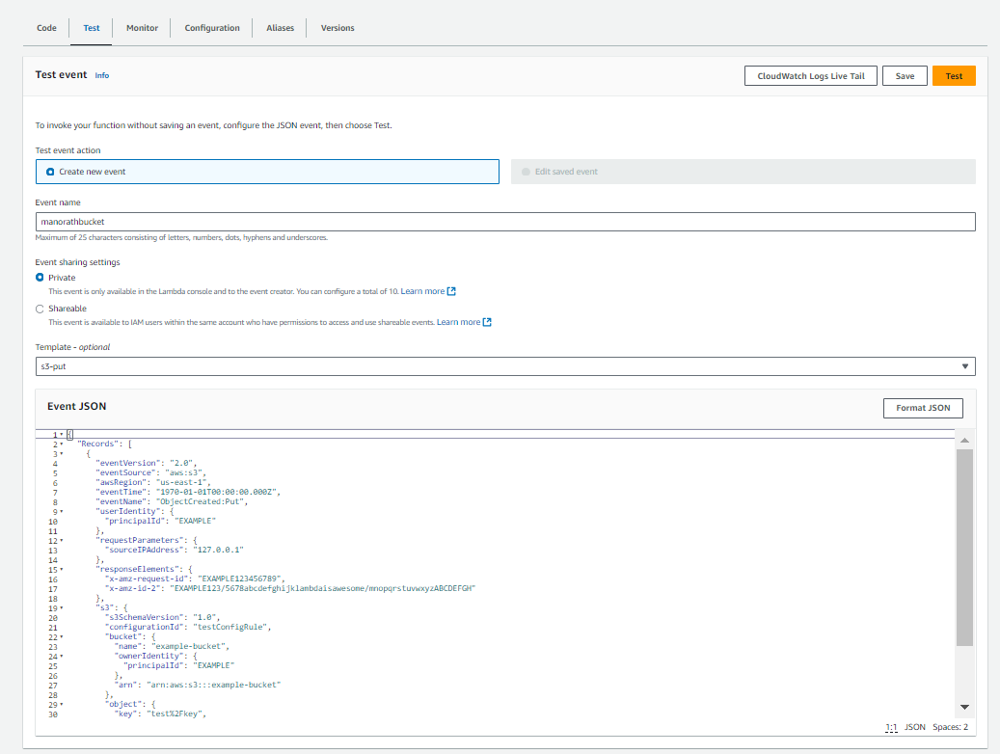 Code Test Monitor Configuration Aliases Versions
Test event Info CloudWatch Logs Live Tail Save Test
To invoke your function without saving an event, configure the JSON event, then choose Test.
Test event action
Create new event Edit saved event
Event name
manorathbucket
Maximum of 25 characters consisting of letters, numbers, dots, hyphens and underscores.
Event sharing settings
Private
This event is only available in the Lambda console and to the event creator. You can configure a total of 10. Learn more
Shareable
This event is available to IAM users within the same account who have permissions to access and use shareable events. Learn more
Template - optional
s3-put
Event JSON Format JSON
1 {
2 "Records": [
3 {
4 "eventVersion": "2.0",
5 "eventSource": "aws:s3",
6 "awsRegion": "us-east-1",
7 "eventTime": "1970-01-01T00:00:00.000Z",
8 "eventName": "ObjectCreated:Put",
9 "userIdentity": {
10 "principalId": "EXAMPLE"
11 },
12 "requestParameters": {
13 "sourceIPAddress": "127.0.0.1"
14 },
15 "responseElements": {
16 "x-amz-request-id": "EXAMPLE123456789",
17 "x-amz-id-2": "EXAMPLE123/5678abcdefghijklambdaisawesome/mnopqrstuvwxyzABCDEFGH"
18 },
19 "s3": {
20 "s3SchemaVersion": "1.0",
21 "configurationId": "testConfigRule",
22 "bucket": {
23 "name": "example-bucket",
24 "ownerIdentity": {
25 "principalId": "EXAMPLE"
26 },
27 "arn": "arn:aws:s3:::example-bucket"
28 },
29 "object": {
30 "key": "test%2Fkey",
1:1 JSON Spaces: 2